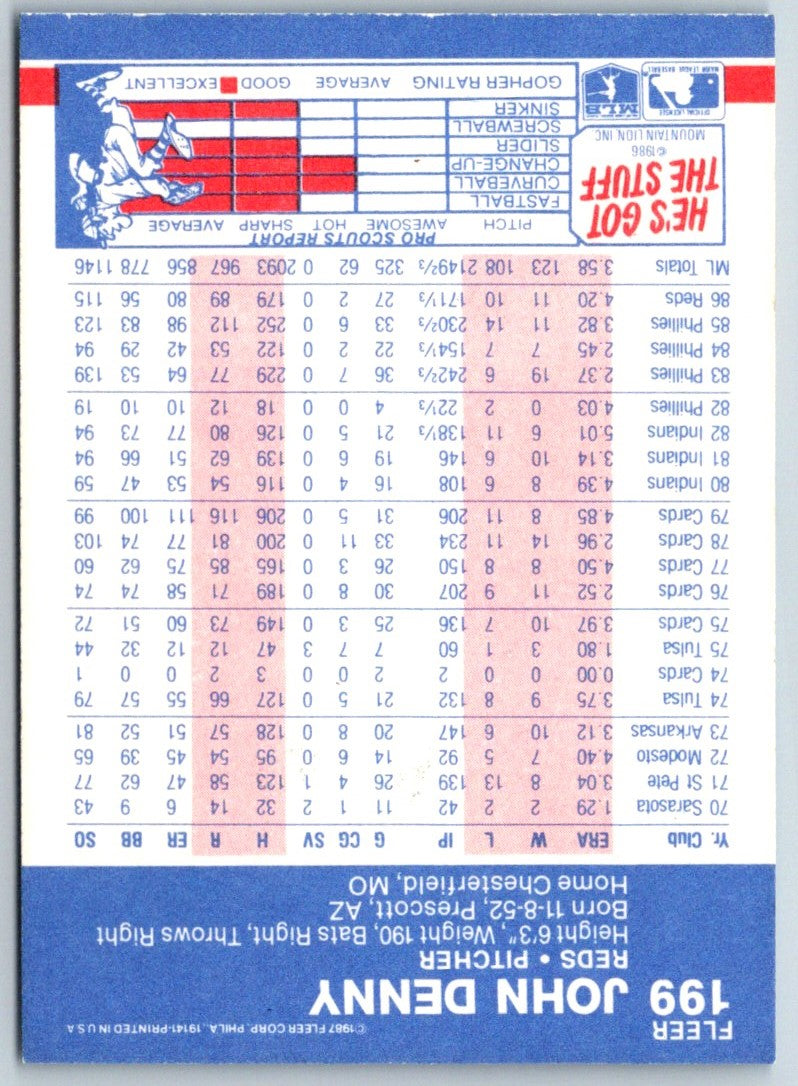 FLEER ©1987 FLEER CORP. PHILA., 19141-PRINTED IN U S A
199 JOHN DENNY
REDS • PITCHER
Height 6'3", Weight 190, Bats Right, Throws Right
Born 11-8-52, Prescott, AZ
Home Chesterfield, MO
Yr. Club ERA W L IP G CG SV H R ER BB SO
70 Sarasota 1.29 2 2 42 11 1 2 32 14 6 9 43
71 St Pete 3.04 8 13 139 26 4 1 123 58 47 62 77
72 Modesto 4.40 7 5 92 14 6 0 95 54 45 39 65
73 Arkansas 3.12 10 6 147 20 8 0 128 57 51 52 81
74 Tulsa 3.75 9 8 132 21 5 0 127 66 55 57 79
74 Cards 0.00 0 0 2 2 0 0 3 2 0 0 1
75 Tulsa 1.80 3 1 60 7 7 3 47 12 12 32 44
75 Cards 3.97 10 7 136 25 3 0 149 73 60 51 72
76 Cards 2.52 11 9 207 30 8 0 189 71 58 74 74
77 Cards 4.50 8 8 150 26 3 0 165 85 75 62 60
78 Cards 2.96 14 11 234 33 11 0 200 81 77 74 103
79 Cards 4.85 8 11 206 31 5 0 206 116 111 100 99
80 Indians 4.39 8 6 108 16 4 0 116 54 53 47 59
81 Indians 3.14 10 6 146 19 6 0 139 62 51 66 94
82 Indians 5.01 6 11 138⅓ 21 5 0 126 80 77 73 94
82 Phillies 4.03 0 2 22⅓ 4 0 0 18 12 10 10 19
83 Phillies 2.37 19 6 242⅔ 36 7 0 229 77 64 53 139
84 Phillies 2.45 7 7 154⅓ 22 2 0 122 53 42 29 94
85 Phillies 3.82 11 14 230⅔ 33 6 0 252 112 98 83 123
86 Reds 4.20 11 10 171⅓ 27 2 0 179 89 80 56 115
ML Totals 3.58 123 108 2149⅔ 325 62 0 2093 967 856 778 1146
HE'S GOT
THE STUFF
©1986
MOUNTAIN LION INC
OFFICIAL LICENSEE
MAJOR LEAGUE BASEBALL
MLB
PRO SCOUTS REPORT
PITCH AWESOME HOT SHARP AVERAGE
FASTBALL
CURVEBALL
CHANGE-UP
SLIDER
SCREWBALL
SINKER
GOPHER RATING AVERAGE GOOD EXCELLENT